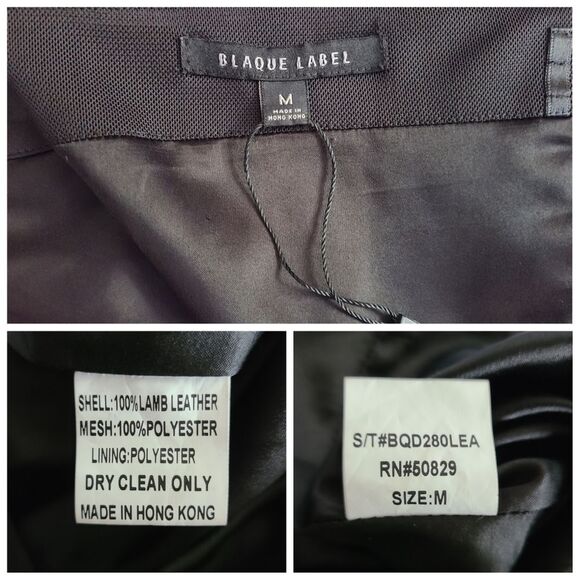 BLAQUE LABEL
M
MADE IN
HONG KONG
SHELL:100%LAMB LEATHER
MESH:100%POLYESTER
LINING:POLYESTER
DRY CLEAN ONLY
MADE IN HONG KONG
S/T#BQD280LEA
RN#50829
SIZE:M